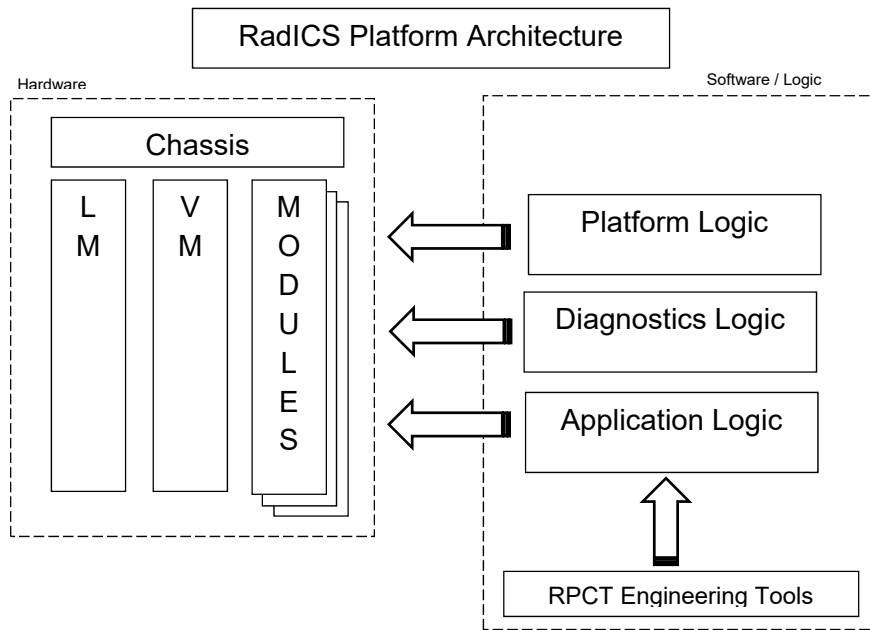 RadICS Platform Architecture
Hardware
Software / Logic
Chassis
L
M
V
M
M
O
D
U
L
E
S
Platform Logic
Diagnostics Logic
Application Logic
RPCT Engineering Tools